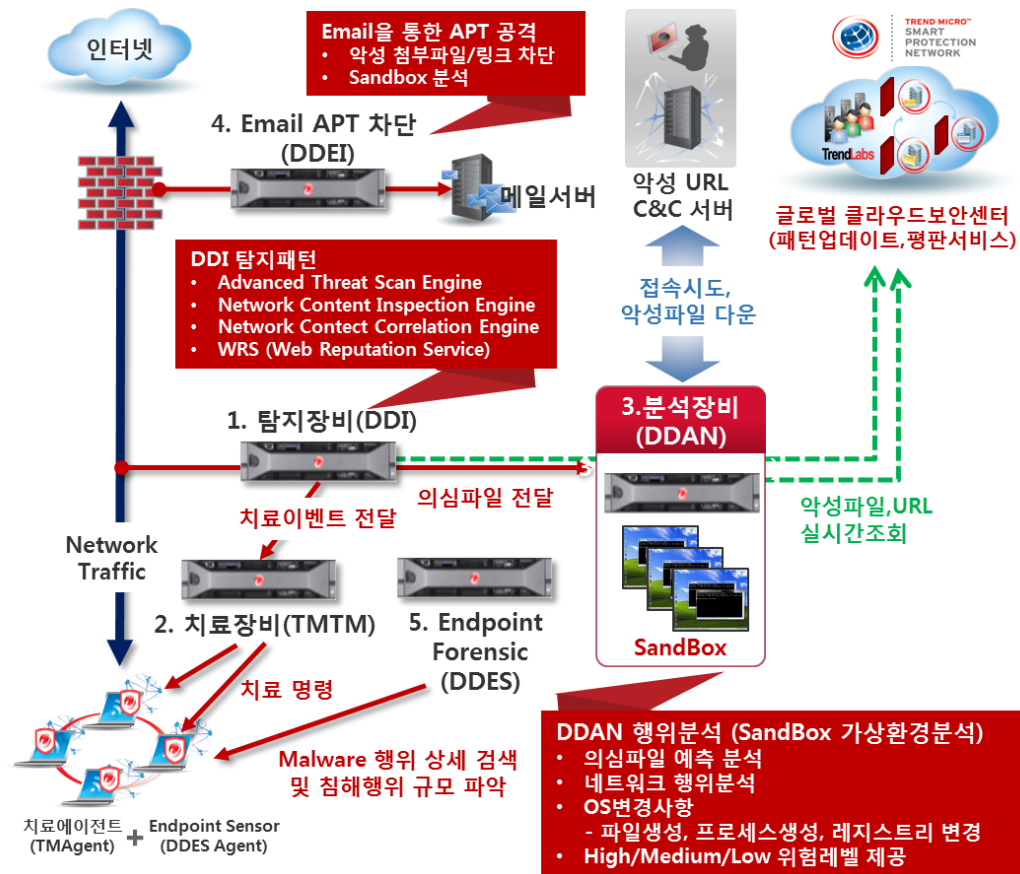 인터넷
Email을 통한 APT 공격
• 악성 첨부파일/링크 차단
• Sandbox 분석
TREND MICRO™
SMART
PROTECTION
NETWORK
4. Email APT 차단
(DDEI)
메일서버
악성 URL
C&C 서버
TrendLabs
글로벌 클라우드보안센터
(패턴업데이트,평판서비스)
DDI 탐지패턴
• Advanced Threat Scan Engine
• Network Content Inspection Engine
• Network Contect Correlation Engine
• WRS (Web Reputation Service)
접속시도,
악성파일 다운
1. 탐지장비(DDI)
3.분석장비
(DDAN)
의심파일 전달
치료이벤트 전달
악성파일,URL
실시간조회
Network
Traffic
2. 치료장비(TMTM)
5. Endpoint
Forensic
(DDES)
SandBox
치료 명령
Malware 행위 상세 검색
및 침해행위 규모 파악
치료에이전트
(TMAgent)
+
Endpoint Sensor
(DDES Agent)
DDAN 행위분석 (SandBox 가상환경분석)
• 의심파일 예측 분석
• 네트워크 행위분석
• OS변경사항
- 파일생성, 프로세스생성, 레지스트리 변경
• High/Medium/Low 위험레벨 제공